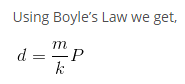 Using Boyle's Law we get,
d = m/k P